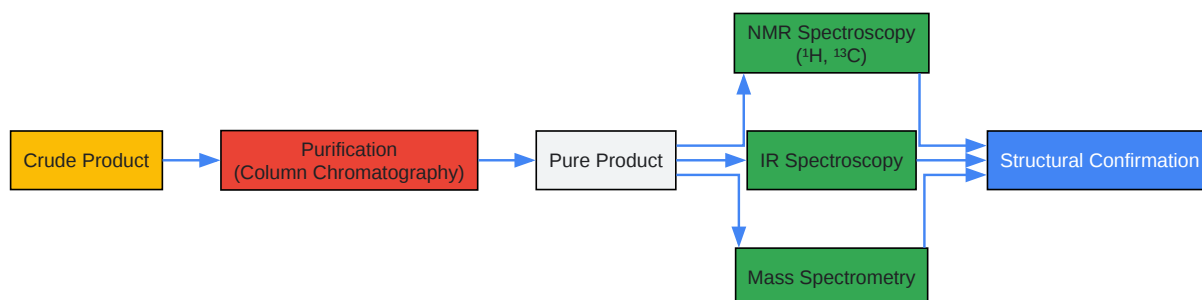 Crude Product
Purification
(Column Chromatography)
Pure Product
NMR Spectroscopy
(¹H, ¹³C)
IR Spectroscopy
Mass Spectrometry
Structural Confirmation